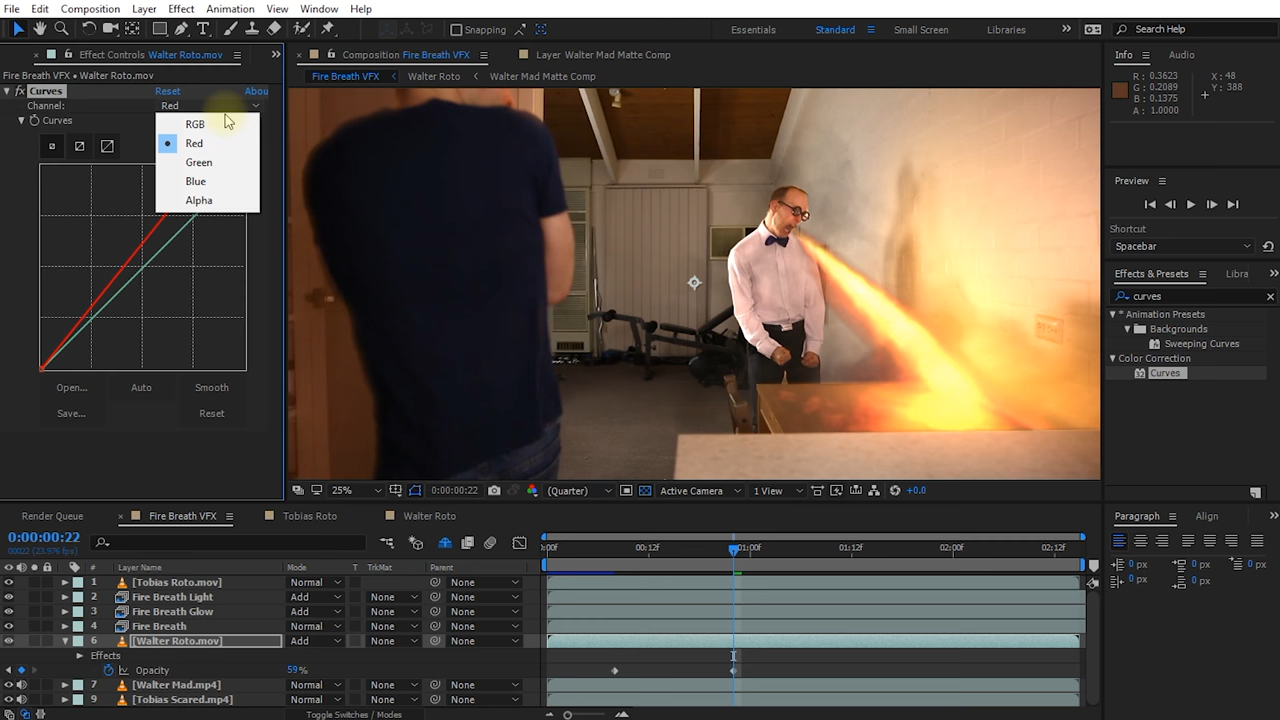 File Edit Composition Layer Effect Animation View Window Help
Snapping Essentials Standard Small Screen Libraries Search Help
Effect Controls Walter Roto.mov Composition Fire Breath VFX Layer Walter Mad Matte Comp Info Audio
Fire Breath VFX • Walter Roto.mov Fire Breath VFX Walter Roto Walter Mad Matte Comp
R: 0.3623 X: 48
G: 0.2089 Y: 388
B: 0.1375
A: 1.0000
fx Curves Reset Abou
Channel: Red
Curves
RGB
Red
Green
Blue
Alpha
Open... Auto Smooth
Save... Reset
Preview
Shortcut
Spacebar
Effects & Presets Libra
curves
* Animation Presets
Backgrounds
Sweeping Curves
Color Correction
Curves
25% 0:00:00:22 (Quarter) Active Camera 1 View +0.0
Render Queue Fire Breath VFX Tobias Roto Walter Roto Paragraph Align
0:00:00:22
00022 (23.976 fps)
:00f 00:12f 01:00f 01:12f 02:00f 02:12f
# Layer Name Mode T TrkMat Parent
1 [Tobias Roto.mov] Normal None
2 Fire Breath Light Add None None
3 Fire Breath Glow Add None None
4 Fire Breath Normal None None
6 [Walter Roto.mov] Add None None
Effects
Opacity 59%
7 [Walter Mad.mp4] Normal None None
9 [Tobias Scared.mp4] Normal None None
Toggle Switches / Modes
0 px 0 px 0 px
0 px 0 px